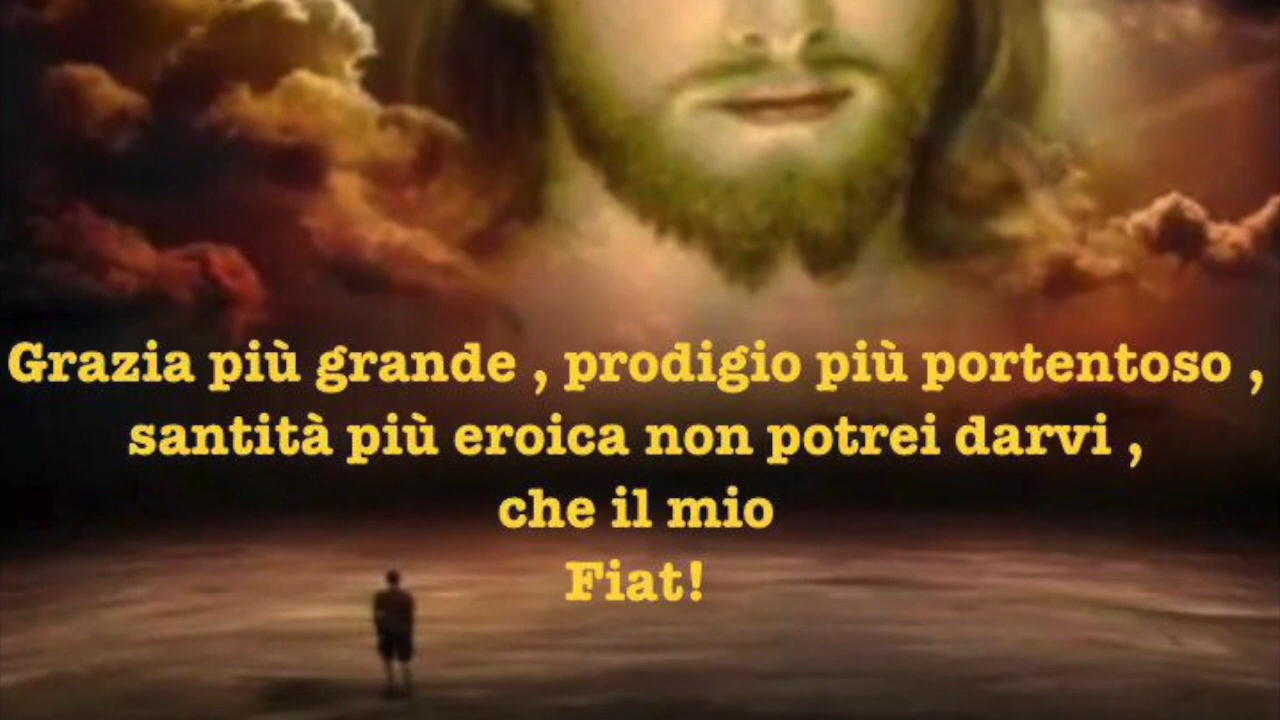 Grazia più grande , prodigio più portentoso ,
santità più eroica non potrei darvi ,
che il mio
Fiat!